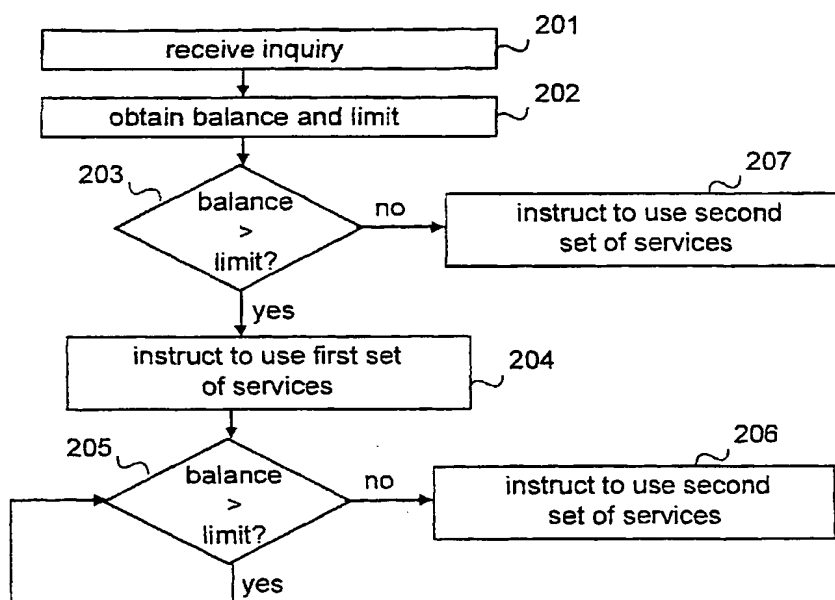 201
receive inquiry
202
obtain balance and limit
203
207
balance
>
limit?
no
instruct to use second
set of services
yes
instruct to use first set
of services
204
205
206
balance
>
limit?
no
instruct to use second
set of services
yes